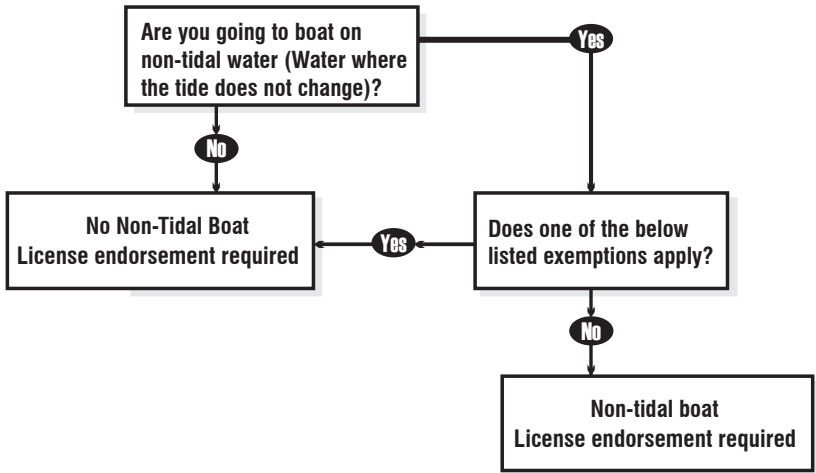 Are you going to boat on
non-tidal water (Water where
the tide does not change)?
Yes
No
No Non-Tidal Boat
License endorsement required
Yes
Does one of the below
listed exemptions apply?
No
Non-tidal boat
License endorsement required